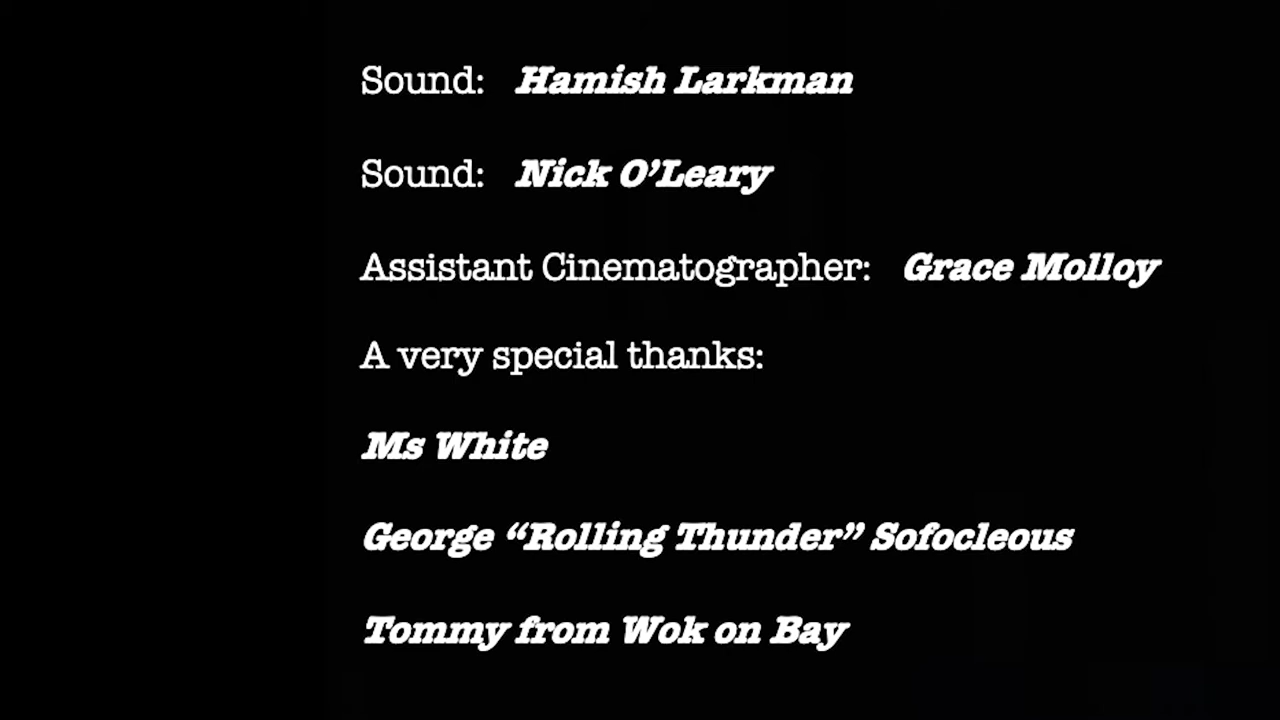 Sound: Hamish Larkman
Sound: Nick O’Leary
Assistant Cinematographer: Grace Molloy
A very special thanks:
Ms White
George “Rolling Thunder” Sofocleous
Tommy from Wok on Bay